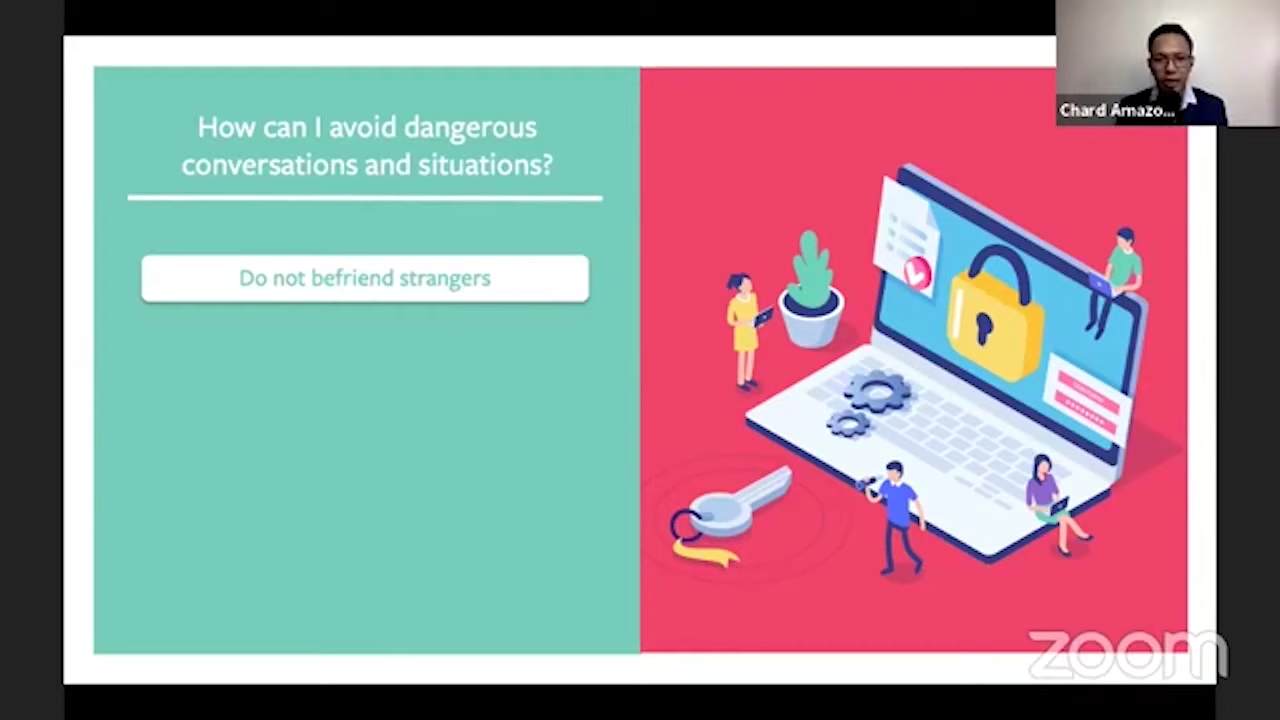 How can I avoid dangerous
conversations and situations?
Do not befriend strangers
Chard Amazo...
zoom